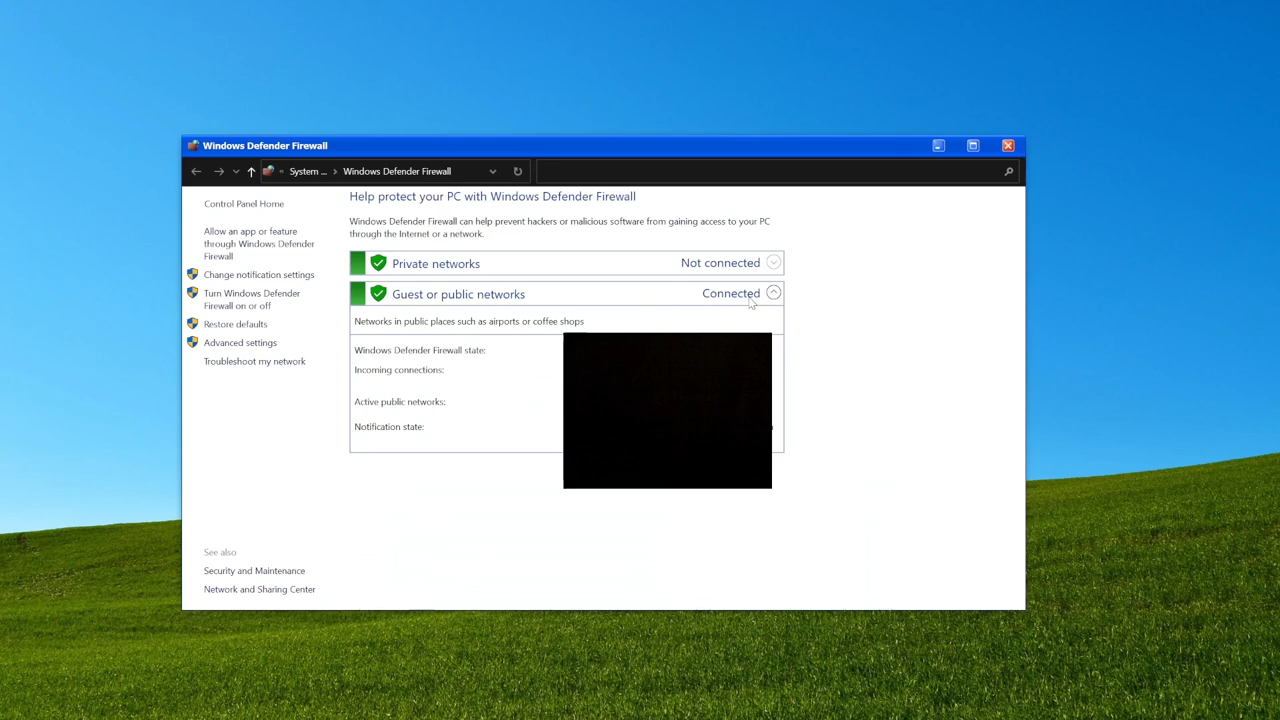 Windows Defender Firewall
« System ... > Windows Defender Firewall
Help protect your PC with Windows Defender Firewall
Control Panel Home
Windows Defender Firewall can help prevent hackers or malicious software from gaining access to your PC
through the Internet or a network.
Allow an app or feature
through Windows Defender
Firewall
Change notification settings
Turn Windows Defender
Firewall on or off
Restore defaults
Advanced settings
Troubleshoot my network
Private networks Not connected
Guest or public networks Connected
Networks in public places such as airports or coffee shops
Windows Defender Firewall state:
Incoming connections:
Active public networks:
Notification state:
See also
Security and Maintenance
Network and Sharing Center